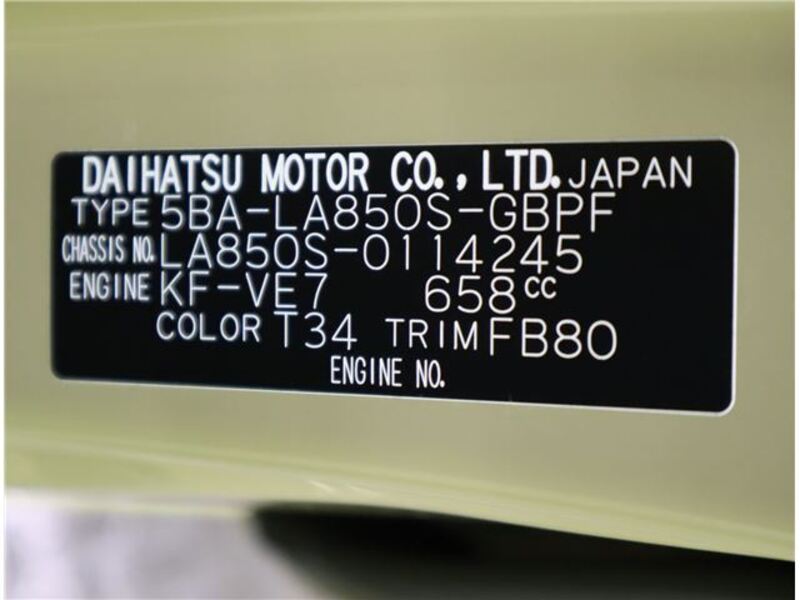 DAIHATSU MOTOR CO., LTD. JAPAN
TYPE 5BA-LA850S-GBPF
CHASSIS NO. LA850S-0114245
ENGINE KF-VE7 658cc
COLOR T34 TRIM FB80
ENGINE NO.